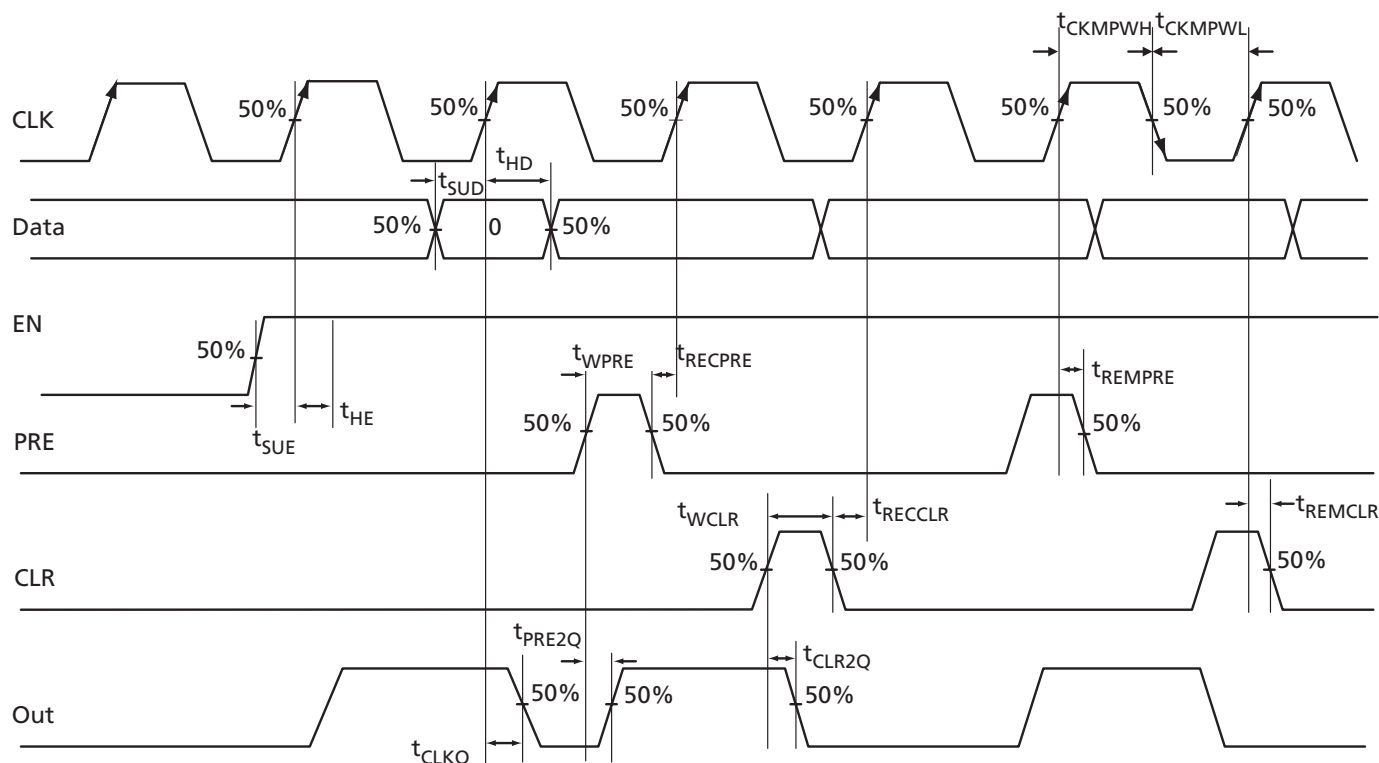 tCKMPWH tCKMPWL
CLK 50% 50% 50% 50% 50% 50% 50%
tSUD tHD
Data 50% 0 50%
EN
50% tWPRE tRECPRE tREMPRE
tSUE tHE
PRE 50% 50% 50%
tWCLR tRECCLR tREMCLR
CLR 50% 50% 50%
tPRE2Q tCLR2Q
Out 50% 50% 50%
tCLKQ